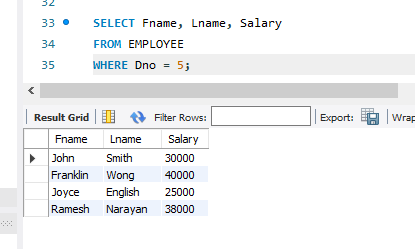 32
33 SELECT Fname, Lname, Salary
34 FROM EMPLOYEE
35 WHERE Dno = 5;
Result Grid Filter Rows: Export: Wrap
Fname Lname Salary
John Smith 30000
Franklin Wong 40000
Joyce English 25000
Ramesh Narayan 38000